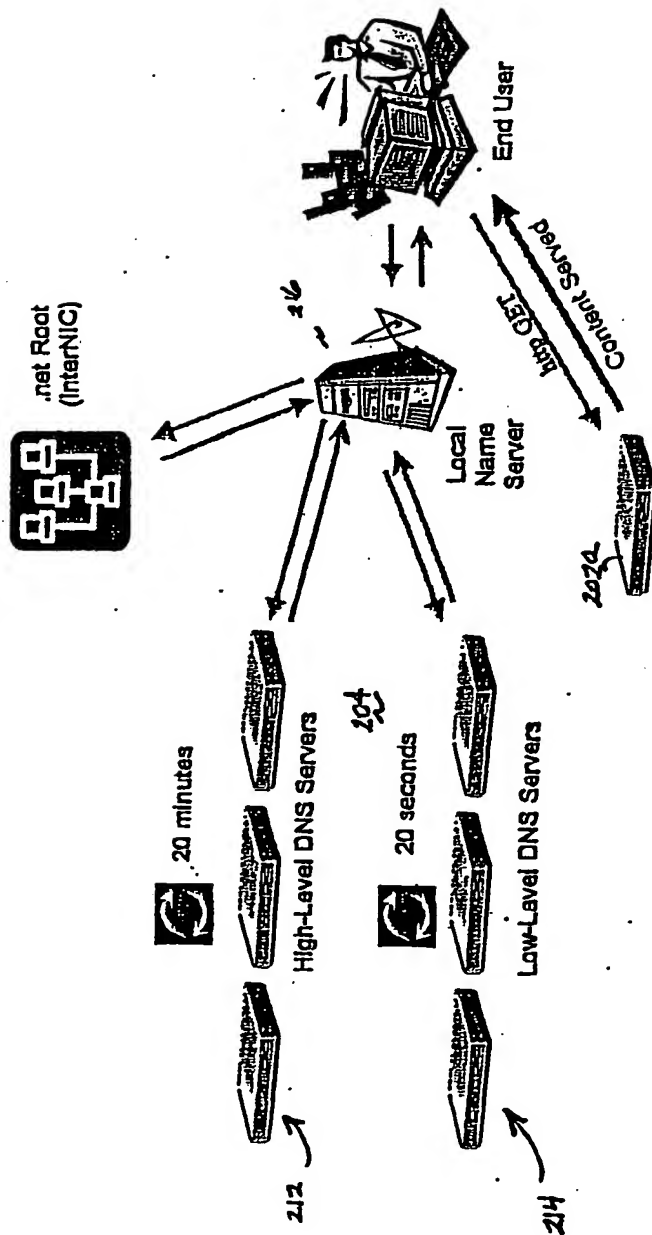 .net Root
(InterNIC)
20 minutes
High-Level DNS Servers
212
204
20 seconds
Low-Level DNS Servers
214
Local
Name
Server
End User
http GET
Content Served
202a